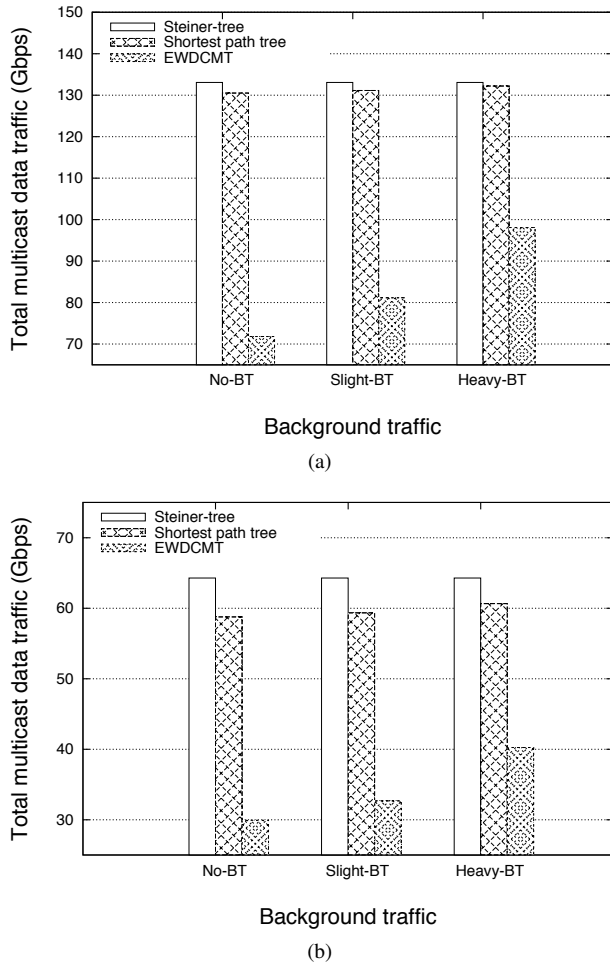 Total multicast data traffic (Gbps)
150
140
130
120
110
100
90
80
70
Steiner-tree
Shortest path tree
EWDCMT
No-BT Slight-BT Heavy-BT
Background traffic
(a)
Total multicast data traffic (Gbps)
70
60
50
40
30
Steiner-tree
Shortest path tree
EWDCMT
No-BT Slight-BT Heavy-BT
Background traffic
(b)